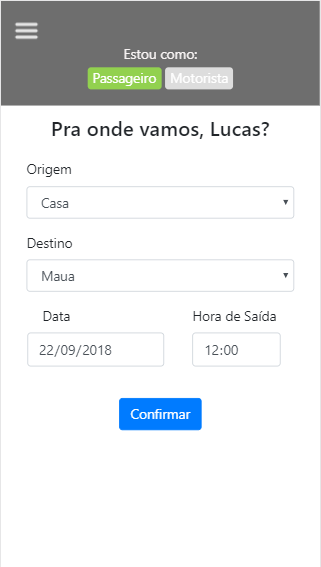 Estou como:
Passageiro Motorista
Pra onde vamos, Lucas?
Origem
Casa
Destino
Maua
Data Hora de Saída
22/09/2018 12:00
Confirmar